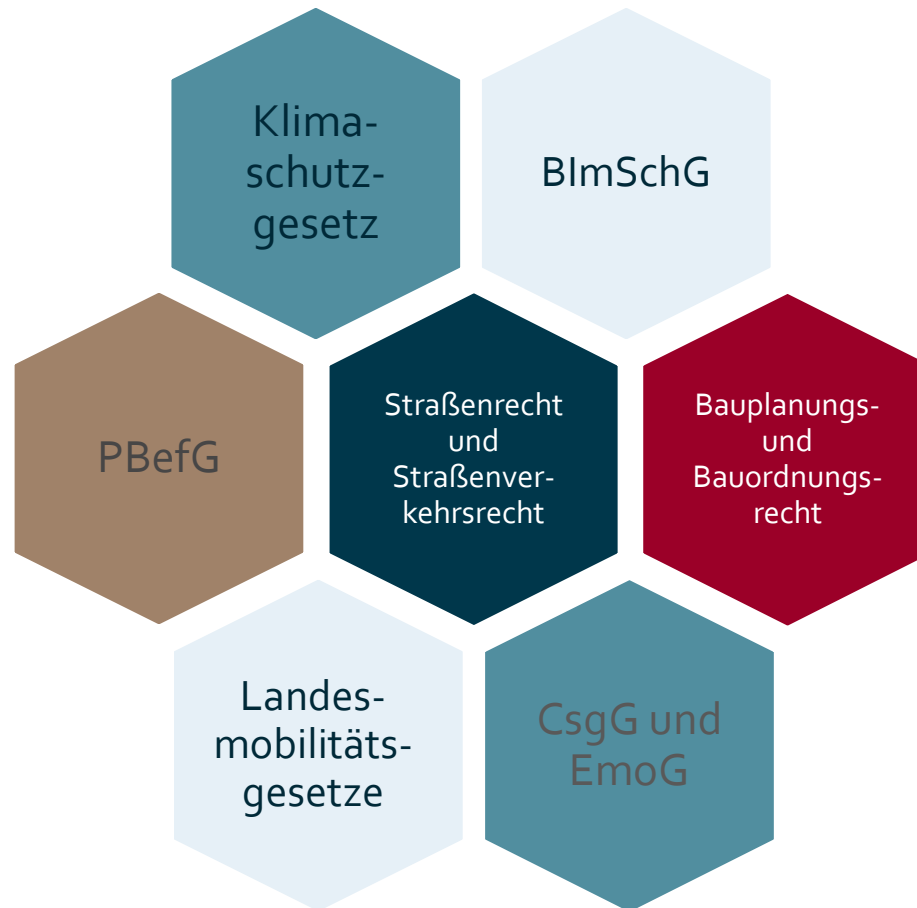 Klima-
schutz-
gesetz
BImSchG
PBefG
Straßenrecht
und
Straßenver-
kehrsrecht
Bauplanungs-
und
Bauordnungs-
recht
Landes-
mobilitäts-
gesetze
CsgG und
EmoG